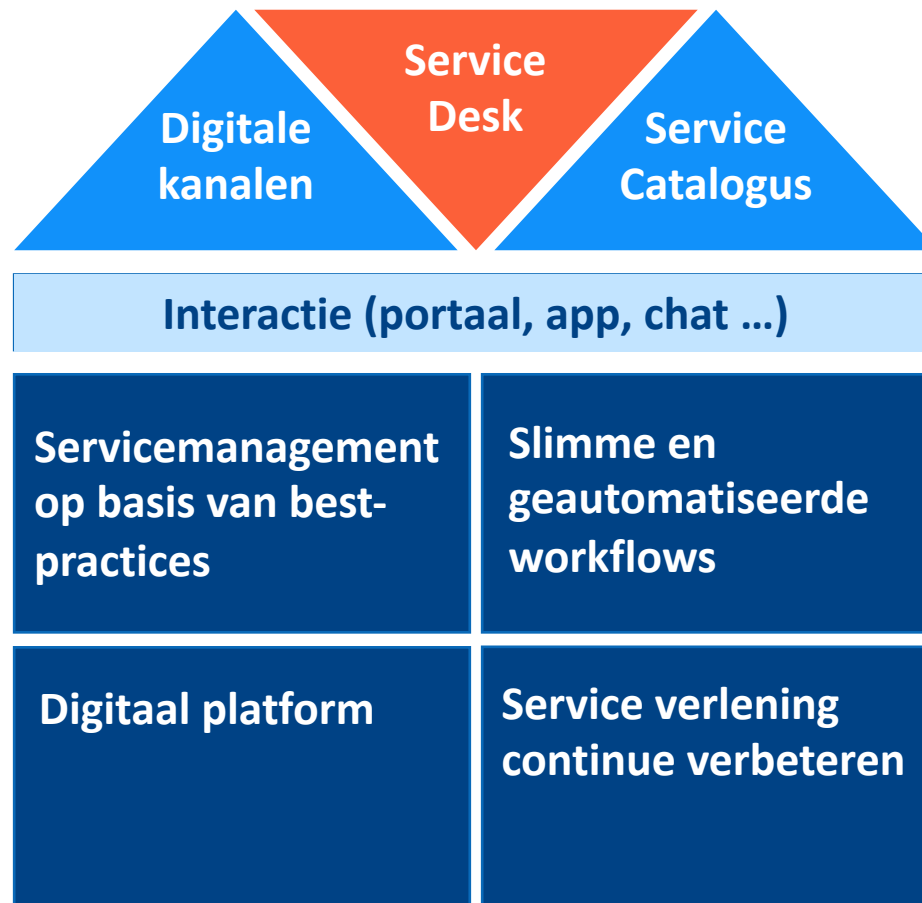 Service
Desk
Digitale
kanalen
Service
Catalogus
Interactie (portaal, app, chat ...)
Servicemanagement
op basis van best-
practices
Slimme en
geautomatiseerde
workflows
Digitaal platform
Service verlening
continue verbeteren